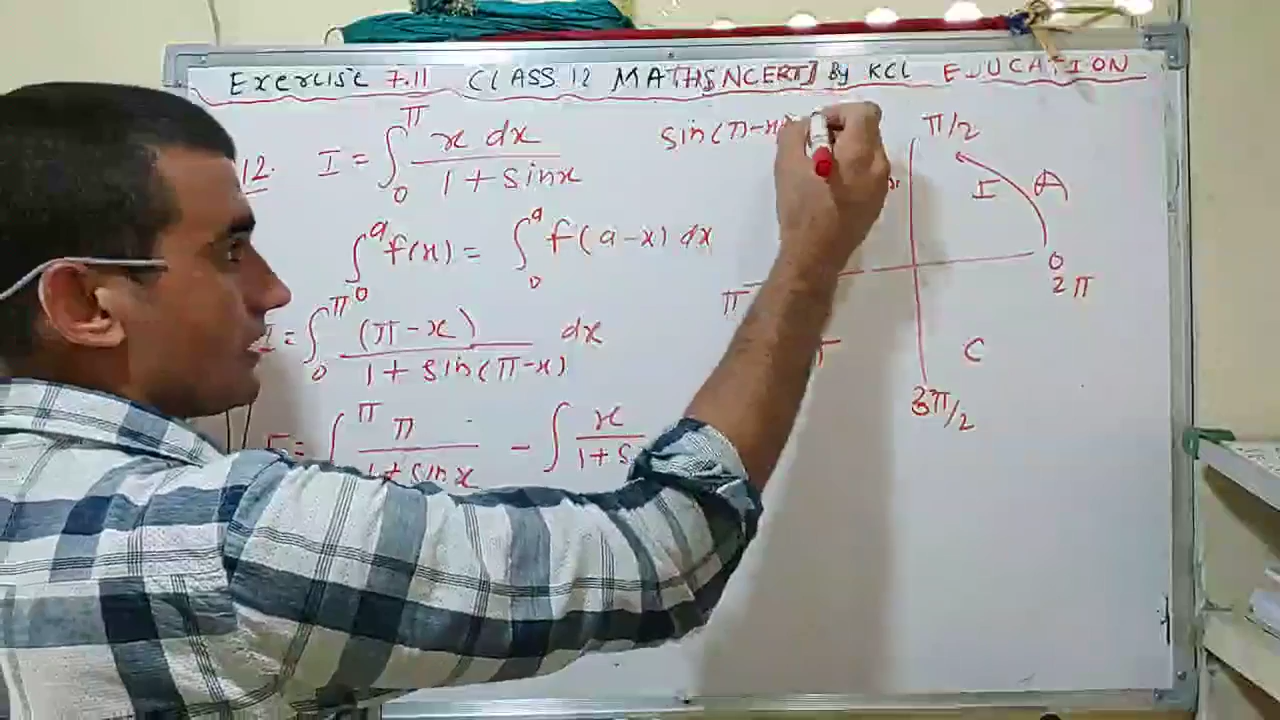 Exercise 7.11 CLASS 12 MATHS[NCERT] By KCL EDUCATION
12. I = ∫₀^π x dx / (1 + sinx)
∫₀^a f(x) = ∫₀^a f(a-x) dx
I = ∫₀^π (π-x) / (1 + sin(π-x)) dx
I = ∫^π π / (1 + sinx) - ∫ x / (1 + s
sin(π-x)
π/2
I A
π
0
2π
C
3π/2